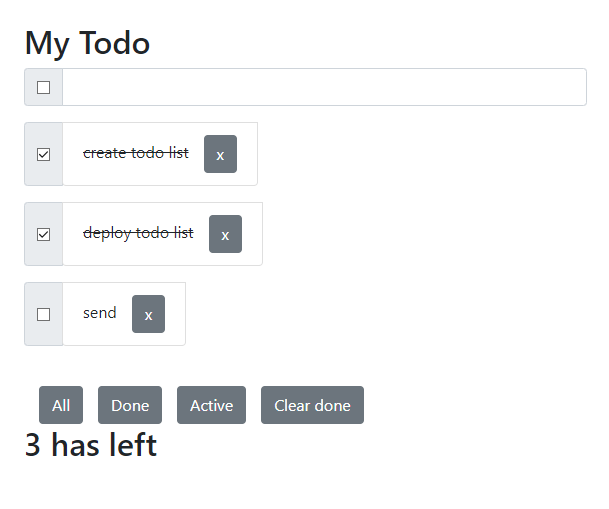 My Todo
create todo list x
deploy todo list x
send x
All Done Active Clear done
3 has left